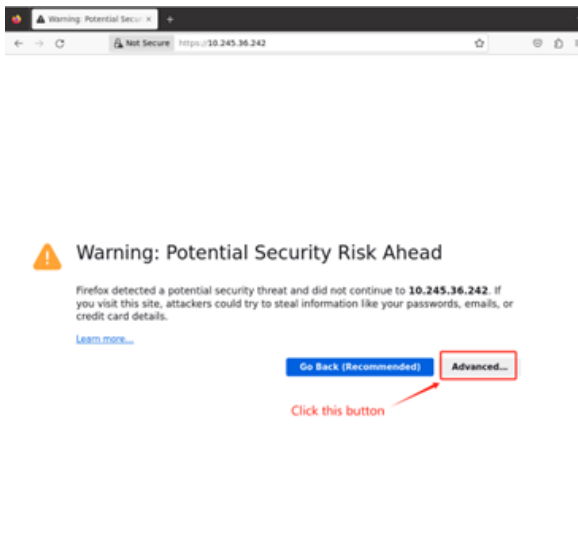 Warning: Potential Secur
Not Secure https://10.245.36.242
Warning: Potential Security Risk Ahead
Firefox detected a potential security threat and did not continue to 10.245.36.242. If
you visit this site, attackers could try to steal information like your passwords, emails, or
credit card details.
Learn more...
Go Back (Recommended) Advanced...
Click this button